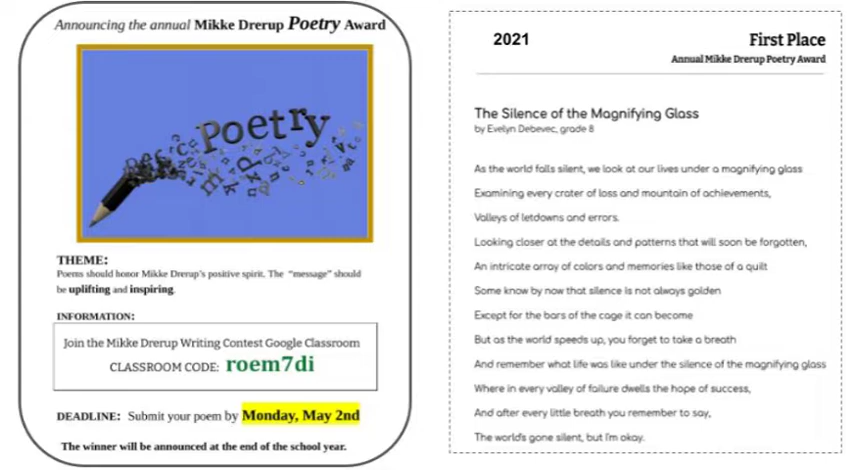 Announcing the annual Mikke Drerup Poetry Award
Poetry
THEME:
Poems should honor Mikke Drerup's positive spirit. The "message" should
be uplifting and inspiring.
INFORMATION:
Join the Mikke Drerup Writing Contest Google Classroom
CLASSROOM CODE: roem7di
DEADLINE: Submit your poem by Monday, May 2nd
The winner will be announced at the end of the school year.
2021
First Place
Annual Mikke Drerup Poetry Award
The Silence of the Magnifying Glass
by Evelyn Debevec, grade 8
As the world falls silent, we look at our lives under a magnifying glass
Examining every crater of loss and mountain of achievements,
Valleys of letdowns and errors.
Looking closer at the details and patterns that will soon be forgotten,
An intricate array of colors and memories like those of a quilt
Some know by now that silence is not always golden
Except for the bars of the cage it can become
But as the world speeds up, you forget to take a breath
And remember what life was like under the silence of the magnifying glass
Where in every valley of failure dwells the hope of success,
And after every little breath you remember to say,
The world's gone silent, but I'm okay.